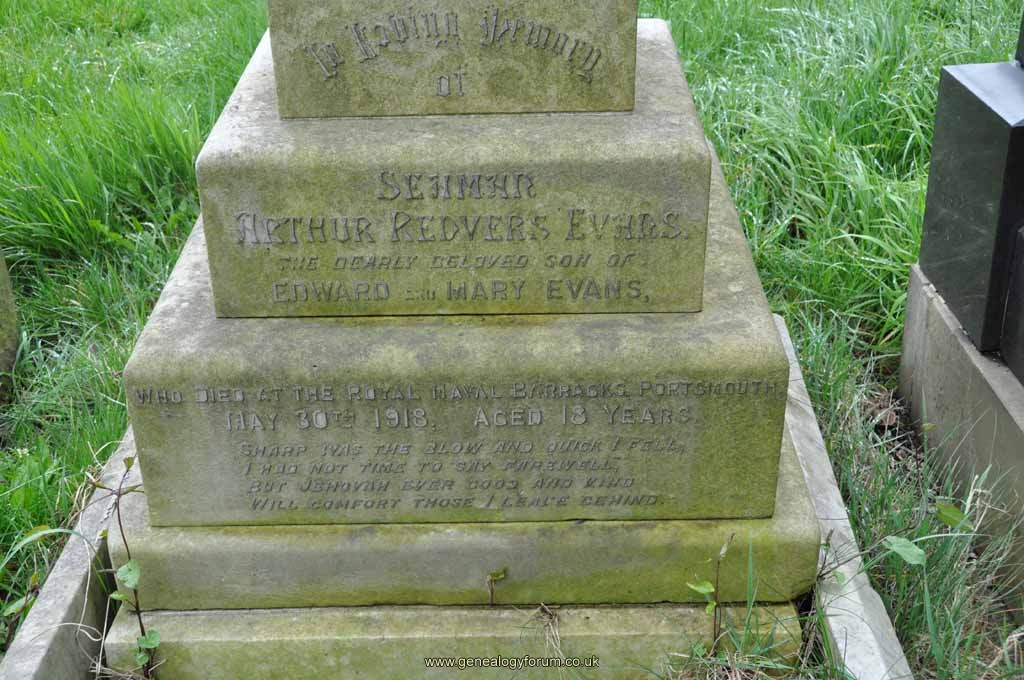 In Loving Memory
of
SEAMAN
ARTHUR REDVERS EVANS.
THE DEARLY BELOVED SON OF
EDWARD AND MARY EVANS,
WHO DIED AT THE ROYAL NAVAL BARRACKS, PORTSMOUTH,
MAY 30TH 1918, AGED 18 YEARS.
SHARP WAS THE BLOW AND QUICK I FELL,
I HAD NOT TIME TO SAY FAREWELL,
BUT JEHOVAH EVER GOOD AND KIND
WILL COMFORT THOSE I LEAVE BEHIND.
www.genealogyforum.co.uk